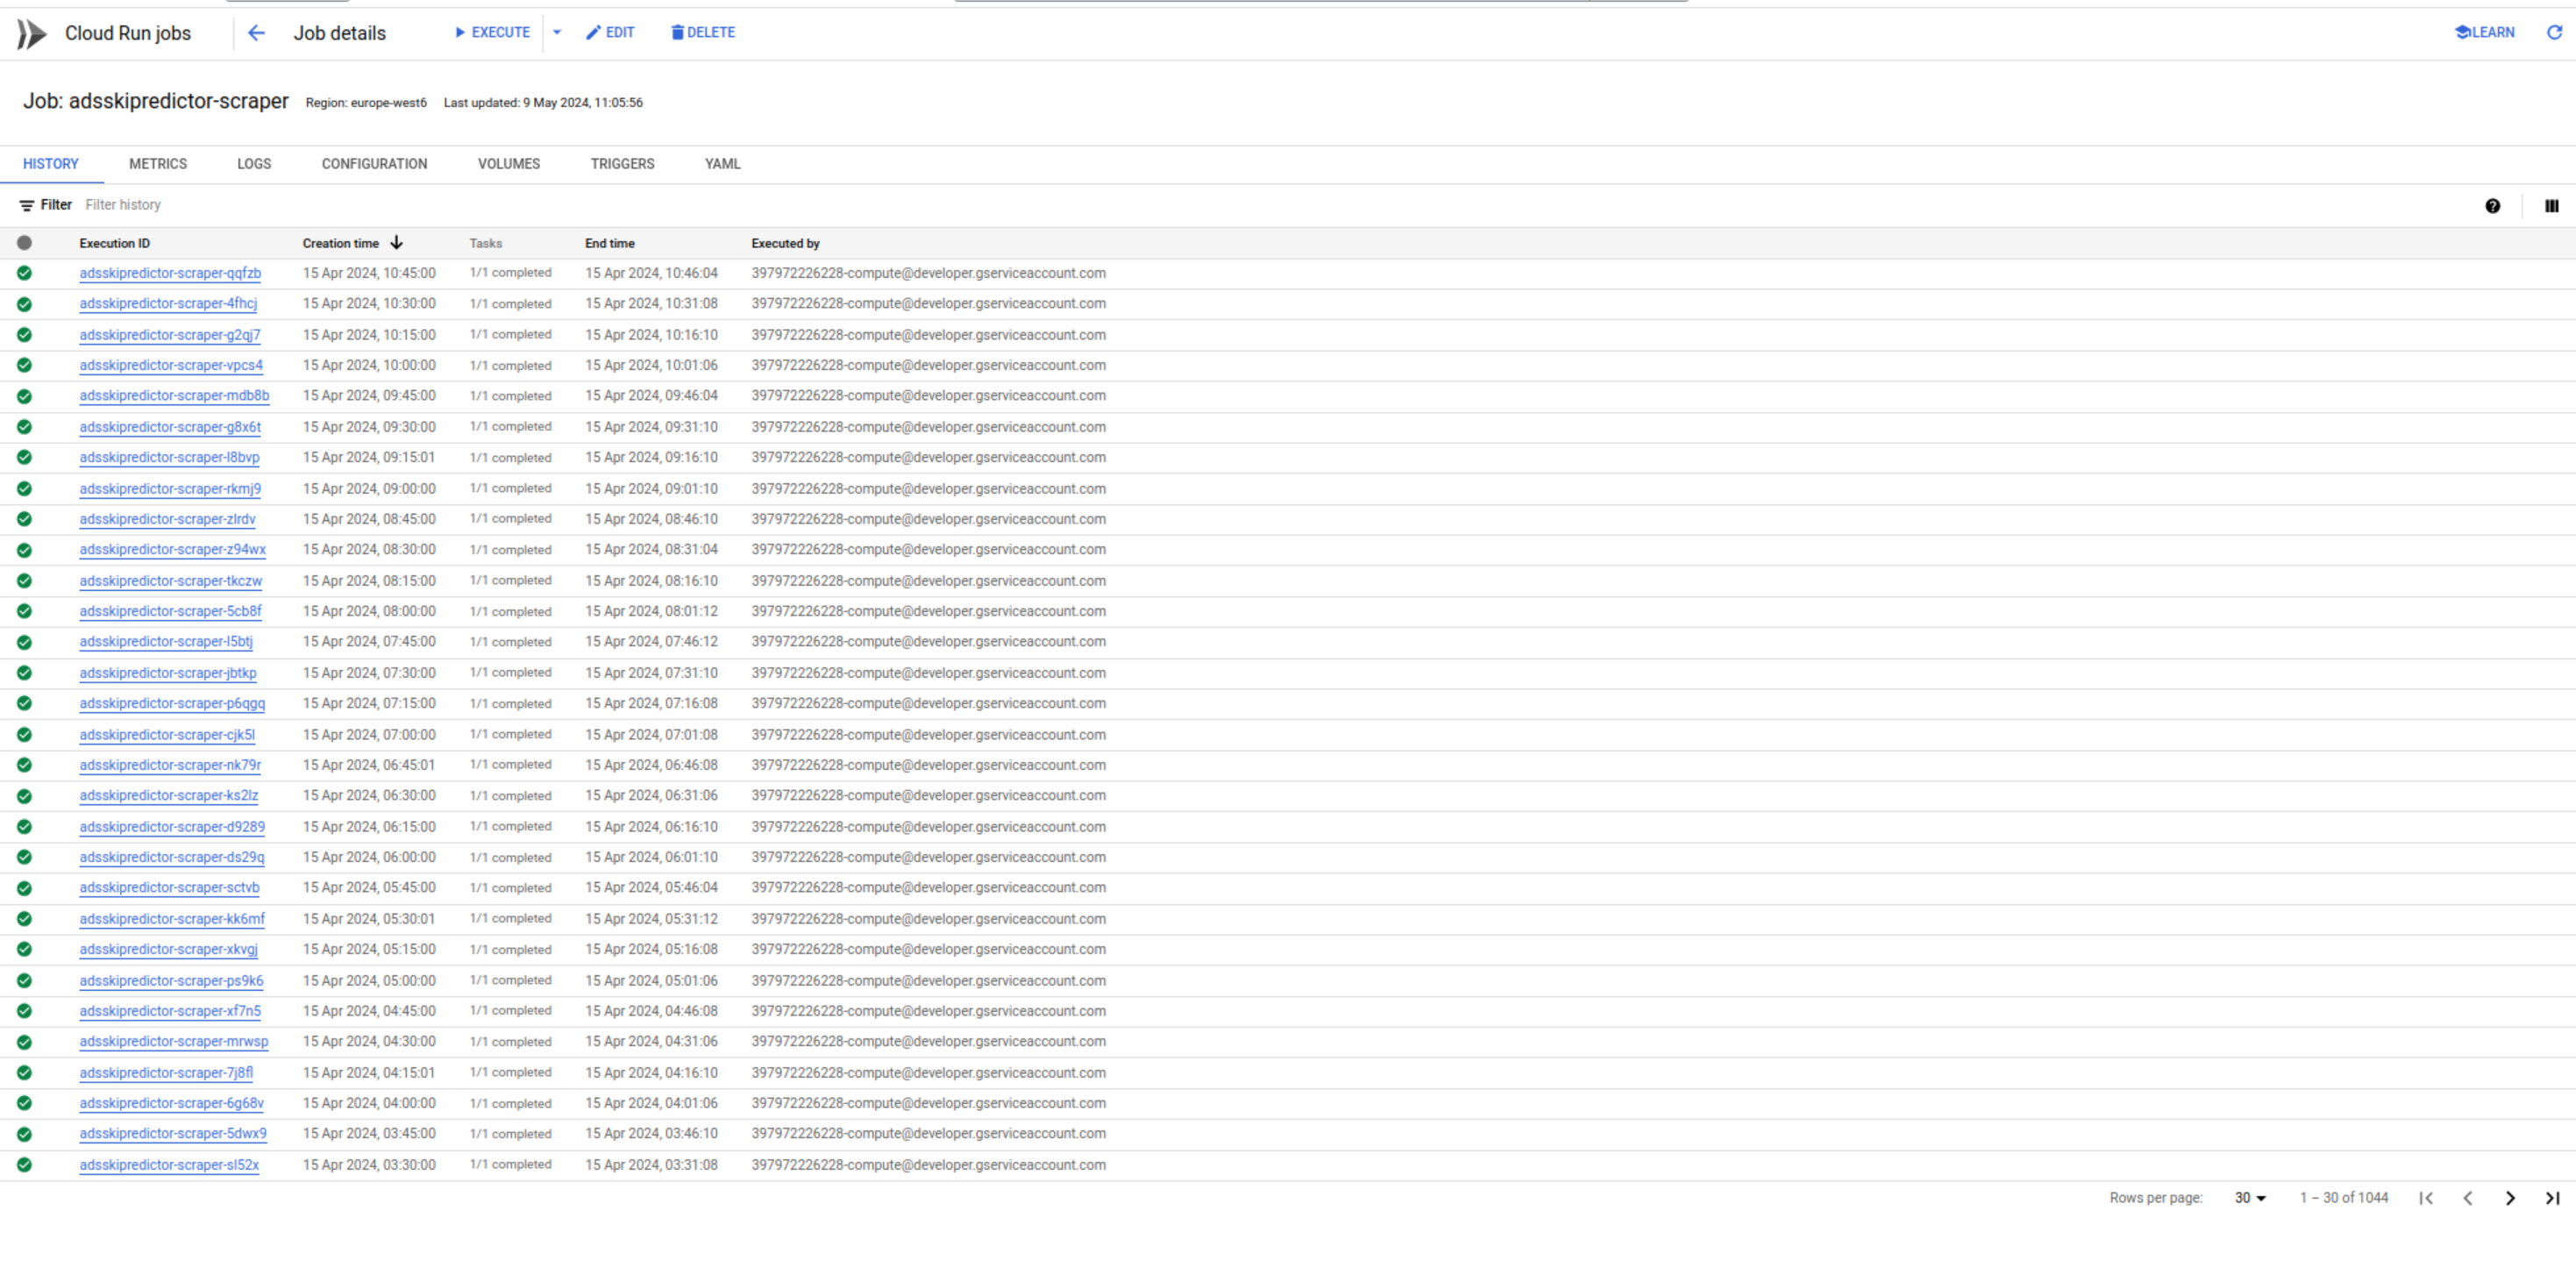 Cloud Run jobs Job details EXECUTE EDIT DELETE LEARN
Job: adsskipredictor-scraper Region: europe-west6 Last updated: 9 May 2024, 11:05:56
HISTORY METRICS LOGS CONFIGURATION VOLUMES TRIGGERS YAML
Filter Filter history
Execution ID Creation time Tasks End time Executed by
adsskipredictor-scraper-qqfzb 15 Apr 2024, 10:45:00 1/1 completed 15 Apr 2024, 10:46:04 397972226228-compute@developer.gserviceaccount.com
adsskipredictor-scraper-4fhcj 15 Apr 2024, 10:30:00 1/1 completed 15 Apr 2024, 10:31:08 397972226228-compute@developer.gserviceaccount.com
adsskipredictor-scraper-g2qj7 15 Apr 2024, 10:15:00 1/1 completed 15 Apr 2024, 10:16:10 397972226228-compute@developer.gserviceaccount.com
adsskipredictor-scraper-vpcs4 15 Apr 2024, 10:00:00 1/1 completed 15 Apr 2024, 10:01:06 397972226228-compute@developer.gserviceaccount.com
adsskipredictor-scraper-mdb8b 15 Apr 2024, 09:45:00 1/1 completed 15 Apr 2024, 09:46:04 397972226228-compute@developer.gserviceaccount.com
adsskipredictor-scraper-g8x6t 15 Apr 2024, 09:30:00 1/1 completed 15 Apr 2024, 09:31:10 397972226228-compute@developer.gserviceaccount.com
adsskipredictor-scraper-l8bvp 15 Apr 2024, 09:15:01 1/1 completed 15 Apr 2024, 09:16:10 397972226228-compute@developer.gserviceaccount.com
adsskipredictor-scraper-rkmj9 15 Apr 2024, 09:00:00 1/1 completed 15 Apr 2024, 09:01:10 397972226228-compute@developer.gserviceaccount.com
adsskipredictor-scraper-zlrdv 15 Apr 2024, 08:45:00 1/1 completed 15 Apr 2024, 08:46:10 397972226228-compute@developer.gserviceaccount.com
adsskipredictor-scraper-z94wx 15 Apr 2024, 08:30:00 1/1 completed 15 Apr 2024, 08:31:04 397972226228-compute@developer.gserviceaccount.com
adsskipredictor-scraper-tkczw 15 Apr 2024, 08:15:00 1/1 completed 15 Apr 2024, 08:16:10 397972226228-compute@developer.gserviceaccount.com
adsskipredictor-scraper-5cb8f 15 Apr 2024, 08:00:00 1/1 completed 15 Apr 2024, 08:01:12 397972226228-compute@developer.gserviceaccount.com
adsskipredictor-scraper-l5btj 15 Apr 2024, 07:45:00 1/1 completed 15 Apr 2024, 07:46:12 397972226228-compute@developer.gserviceaccount.com
adsskipredictor-scraper-jbtkp 15 Apr 2024, 07:30:00 1/1 completed 15 Apr 2024, 07:31:10 397972226228-compute@developer.gserviceaccount.com
adsskipredictor-scraper-p6qgq 15 Apr 2024, 07:15:00 1/1 completed 15 Apr 2024, 07:16:08 397972226228-compute@developer.gserviceaccount.com
adsskipredictor-scraper-cjk5l 15 Apr 2024, 07:00:00 1/1 completed 15 Apr 2024, 07:01:08 397972226228-compute@developer.gserviceaccount.com
adsskipredictor-scraper-nk79r 15 Apr 2024, 06:45:01 1/1 completed 15 Apr 2024, 06:46:08 397972226228-compute@developer.gserviceaccount.com
adsskipredictor-scraper-ks2lz 15 Apr 2024, 06:30:00 1/1 completed 15 Apr 2024, 06:31:06 397972226228-compute@developer.gserviceaccount.com
adsskipredictor-scraper-d9289 15 Apr 2024, 06:15:00 1/1 completed 15 Apr 2024, 06:16:10 397972226228-compute@developer.gserviceaccount.com
adsskipredictor-scraper-ds29q 15 Apr 2024, 06:00:00 1/1 completed 15 Apr 2024, 06:01:10 397972226228-compute@developer.gserviceaccount.com
adsskipredictor-scraper-sctvb 15 Apr 2024, 05:45:00 1/1 completed 15 Apr 2024, 05:46:04 397972226228-compute@developer.gserviceaccount.com
adsskipredictor-scraper-kk6mf 15 Apr 2024, 05:30:01 1/1 completed 15 Apr 2024, 05:31:12 397972226228-compute@developer.gserviceaccount.com
adsskipredictor-scraper-xkvgj 15 Apr 2024, 05:15:00 1/1 completed 15 Apr 2024, 05:16:08 397972226228-compute@developer.gserviceaccount.com
adsskipredictor-scraper-ps9k6 15 Apr 2024, 05:00:00 1/1 completed 15 Apr 2024, 05:01:06 397972226228-compute@developer.gserviceaccount.com
adsskipredictor-scraper-xf7n5 15 Apr 2024, 04:45:00 1/1 completed 15 Apr 2024, 04:46:08 397972226228-compute@developer.gserviceaccount.com
adsskipredictor-scraper-mrwsp 15 Apr 2024, 04:30:00 1/1 completed 15 Apr 2024, 04:31:06 397972226228-compute@developer.gserviceaccount.com
adsskipredictor-scraper-7j8fl 15 Apr 2024, 04:15:01 1/1 completed 15 Apr 2024, 04:16:10 397972226228-compute@developer.gserviceaccount.com
adsskipredictor-scraper-6g68v 15 Apr 2024, 04:00:00 1/1 completed 15 Apr 2024, 04:01:06 397972226228-compute@developer.gserviceaccount.com
adsskipredictor-scraper-5dwx9 15 Apr 2024, 03:45:00 1/1 completed 15 Apr 2024, 03:46:10 397972226228-compute@developer.gserviceaccount.com
adsskipredictor-scraper-sl52x 15 Apr 2024, 03:30:00 1/1 completed 15 Apr 2024, 03:31:08 397972226228-compute@developer.gserviceaccount.com
Rows per page: 30 1 – 30 of 1044